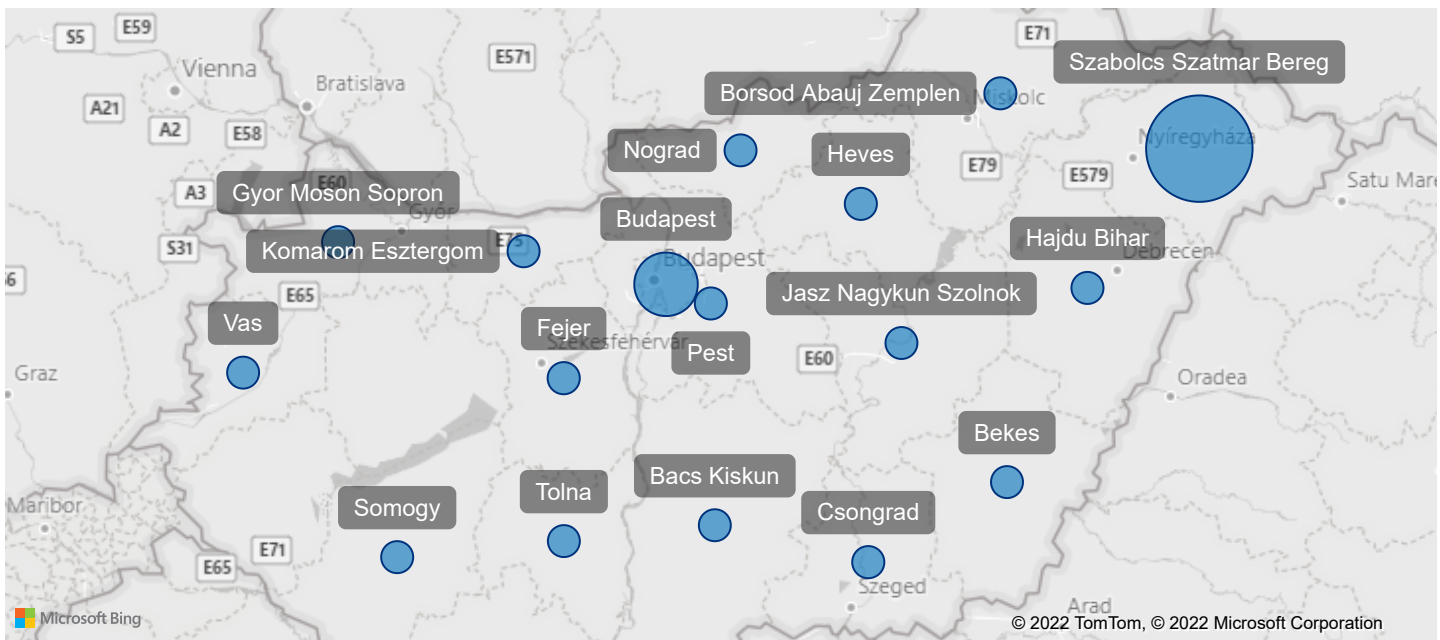 S5
E59
Vienna
Bratislava
E571
E71
Szabolcs Szatmar Bereg
A21
A2
E58
Borsod Abauj Zemplen
Miskolc
Nyíregyháza
Nograd
Heves
E79
E579
A3
E60
Gyor Moson Sopron
Győr
Satu Mare
S31
Komarom Esztergom
E75
Budapest
Budapest
Hajdu Bihar
Debrecen
E65
Jasz Nagykun Szolnok
Vas
Fejer
Székesfehérvár
Pest
E60
Graz
Oradea
Bekes
Maribor
Somogy
Tolna
Bacs Kiskun
Csongrad
E71
E65
Szeged
Arad
Microsoft Bing
© 2022 TomTom, © 2022 Microsoft Corporation